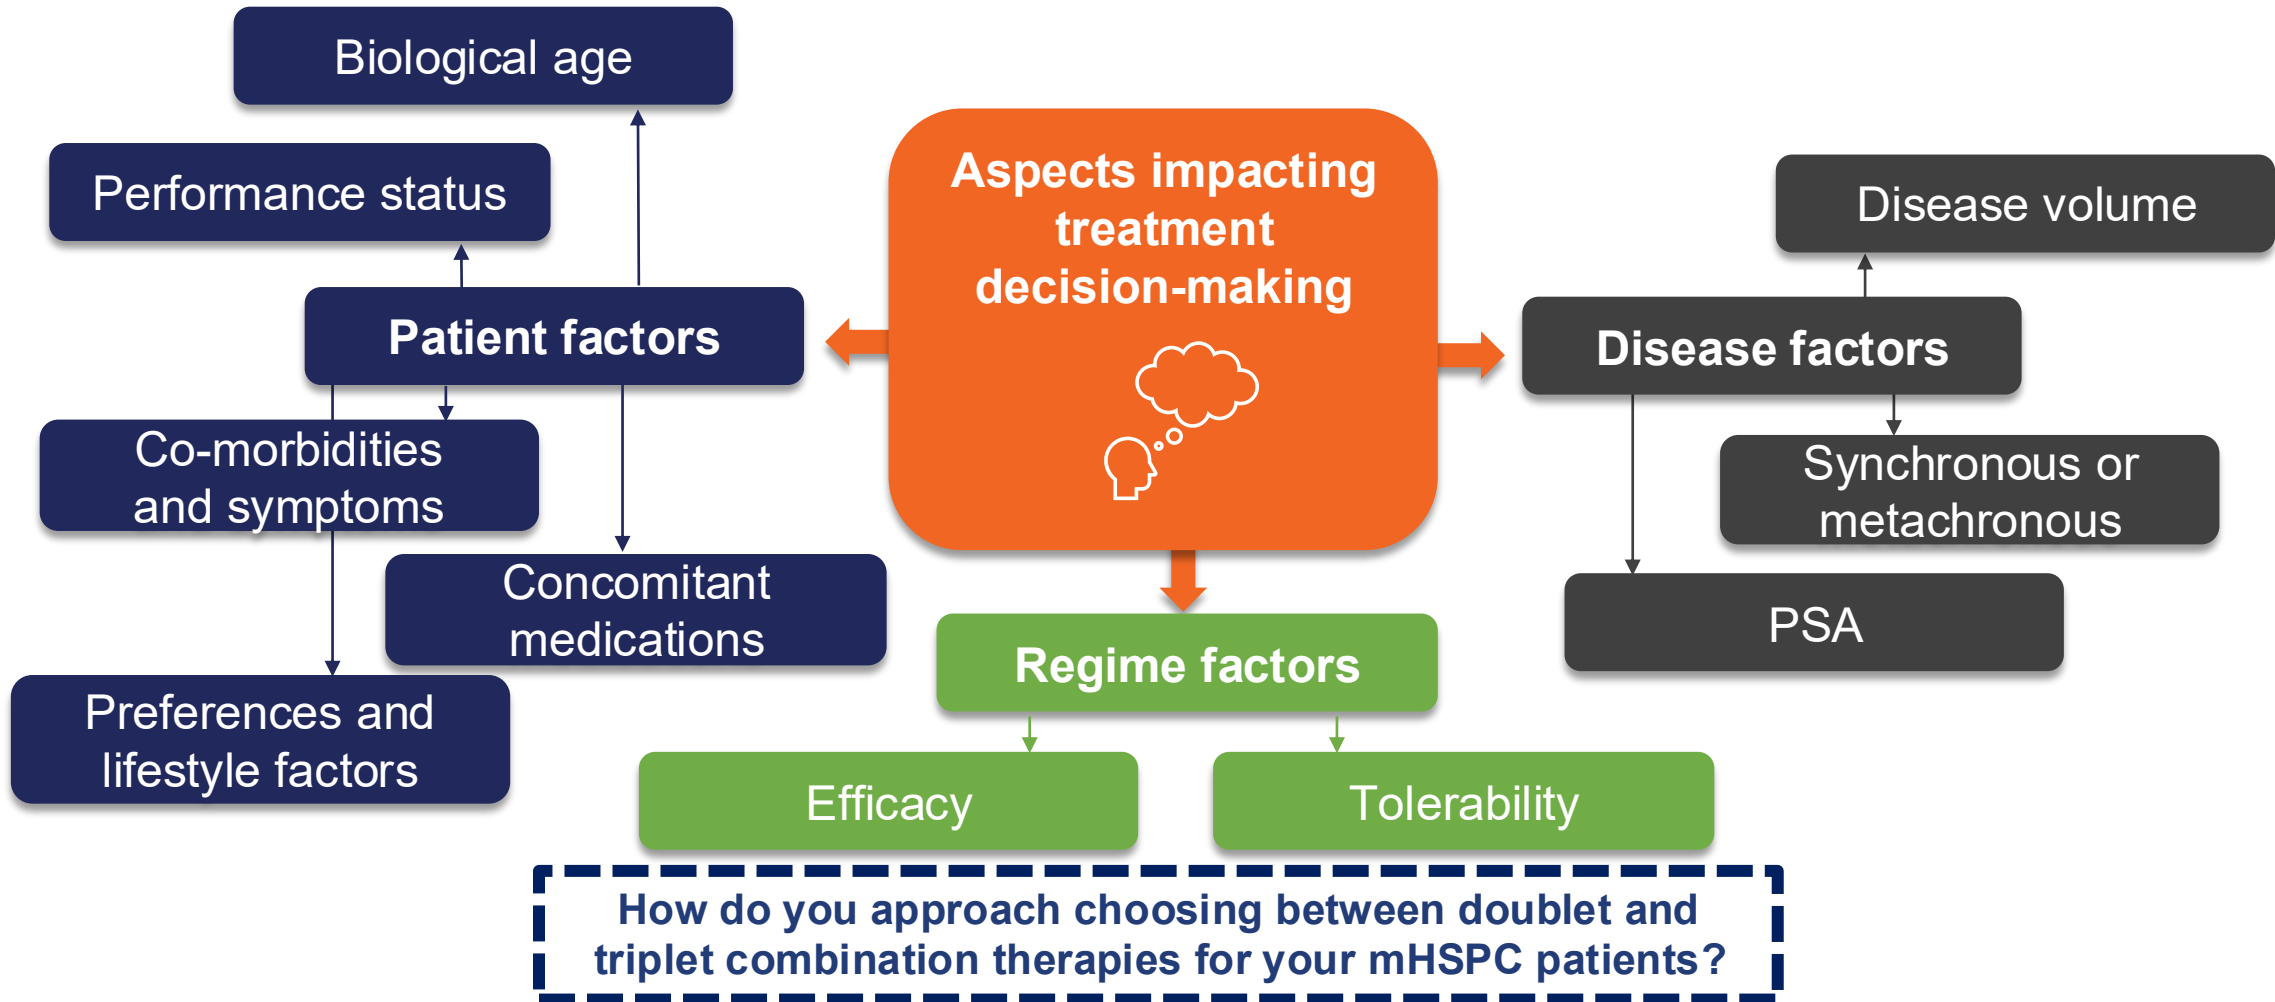 Biological age
Performance status
Patient factors
Co-morbidities
and symptoms
Concomitant
medications
Preferences and
lifestyle factors
Aspects impacting
treatment
decision-making
Disease volume
Disease factors
Synchronous or
metachronous
PSA
Regime factors
Efficacy
Tolerability
How do you approach choosing between doublet and
triplet combination therapies for your mHSPC patients?